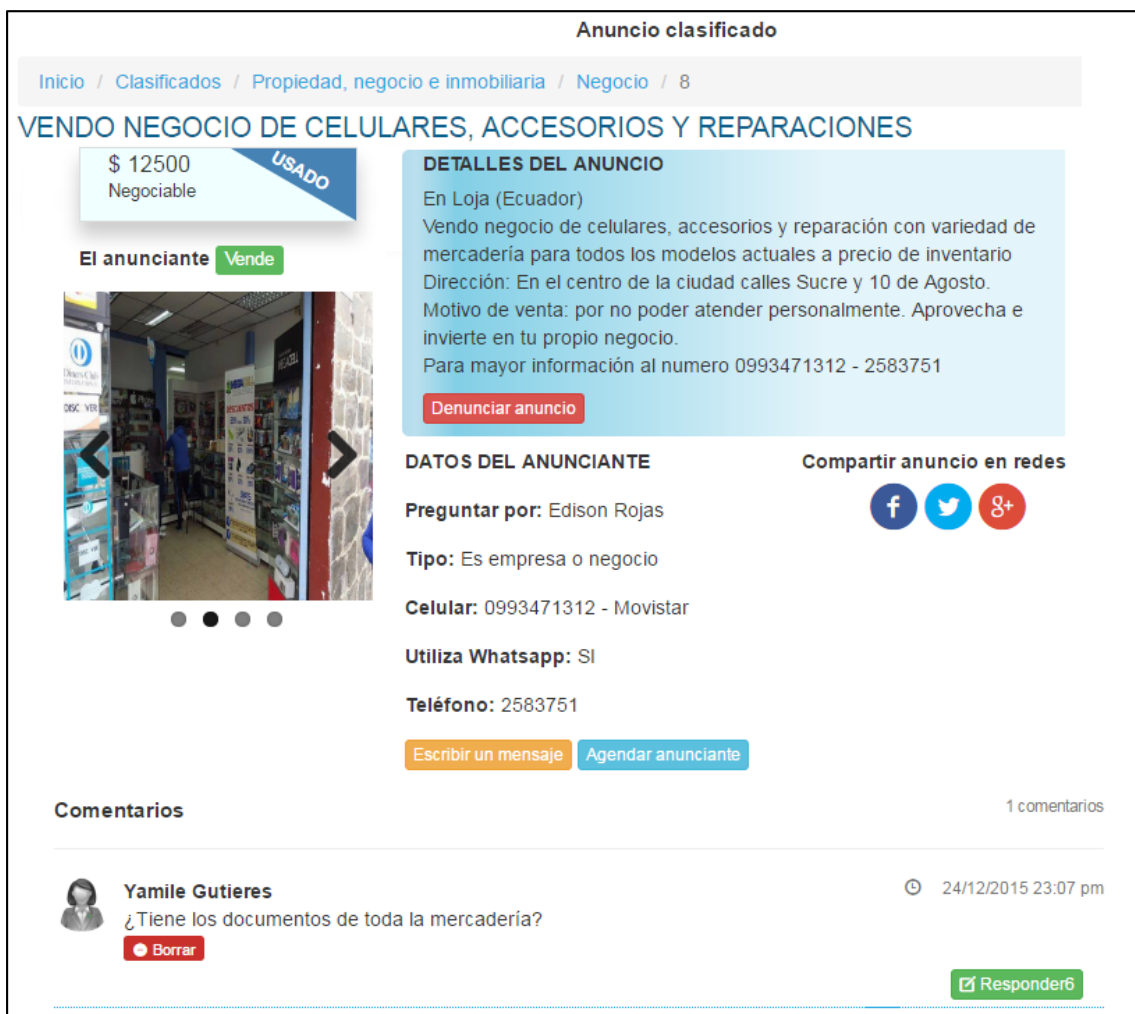 Anuncio clasificado
Inicio / Clasificados / Propiedad, negocio e inmobiliaria / Negocio / 8
VENDO NEGOCIO DE CELULARES, ACCESORIOS Y REPARACIONES
$ 12500
Negociable
USADO
El anunciante Vende
Diners Club
DISC VER
DESCUENTOS
DETALLES DEL ANUNCIO
En Loja (Ecuador)
Vendo negocio de celulares, accesorios y reparación con variedad de
mercadería para todos los modelos actuales a precio de inventario
Dirección: En el centro de la ciudad calles Sucre y 10 de Agosto.
Motivo de venta: por no poder atender personalmente. Aprovecha e
invierte en tu propio negocio.
Para mayor información al numero 0993471312 - 2583751
Denunciar anuncio
DATOS DEL ANUNCIANTE
Preguntar por: Edison Rojas
Tipo: Es empresa o negocio
Celular: 0993471312 - Movistar
Utiliza Whatsapp: SI
Teléfono: 2583751
Escribir un mensaje Agendar anunciante
Compartir anuncio en redes
f g+
Comentarios
1 comentarios
Yamile Gutieres
24/12/2015 23:07 pm
¿Tiene los documentos de toda la mercadería?
Borrar
Responder6